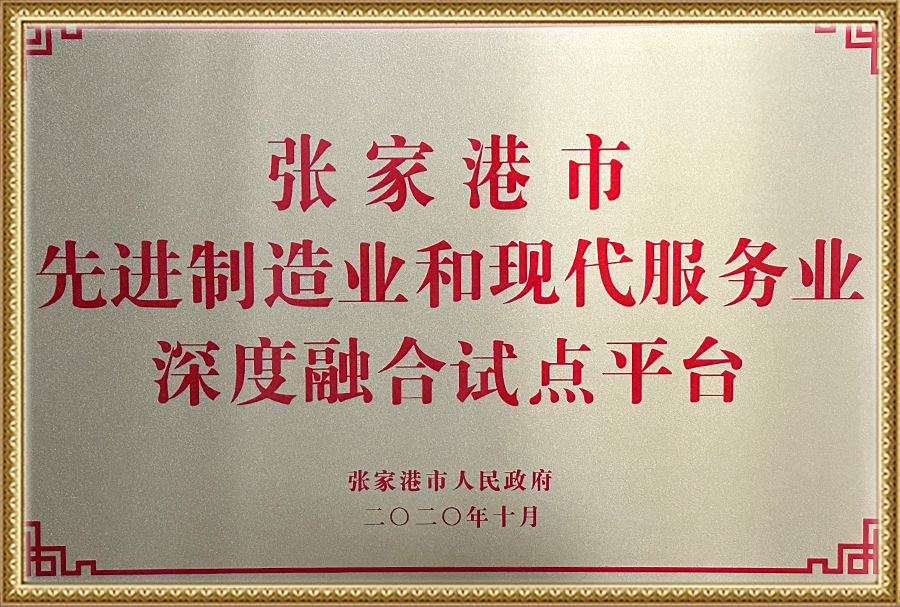 张家港市
先进制造业和现代服务业
深度融合试点平台
张家港市人民政府
二〇二〇年十月